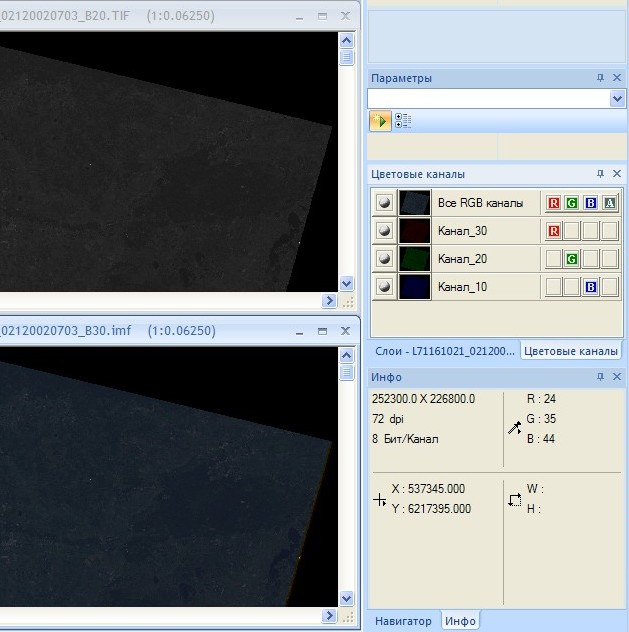 _02120020703_B20.TIF (1:0.06250)
_02120020703_B30.imf (1:0.06250)
Параметры
Цветовые каналы
Все RGB каналы R G B A
Канал_30 R
Канал_20 G
Канал_10 B
Слои - L71161021_021200... Цветовые каналы
Инфо
252300.0 X 226800.0 R : 24
72 dpi G : 35
8 Бит/Канал B : 44
X : 537345.000 W :
Y : 6217395.000 H :
Навигатор Инфо